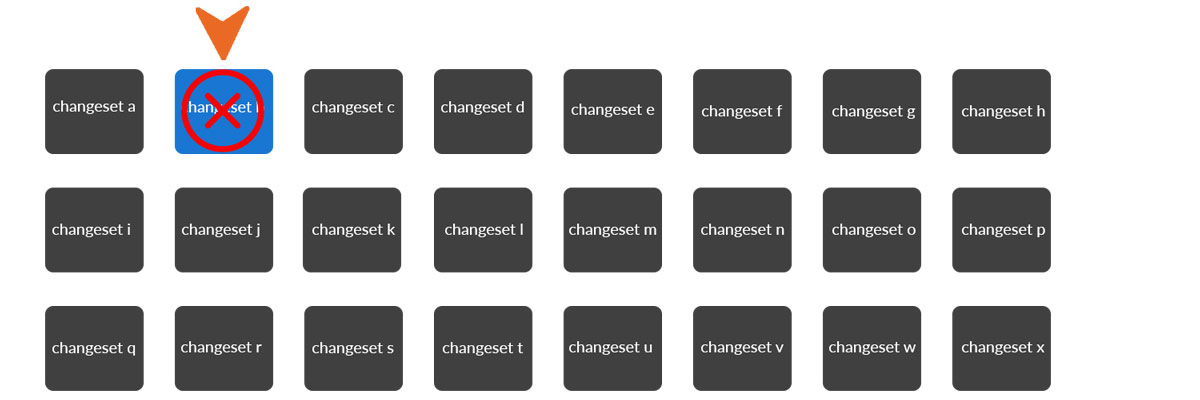 changeset a
changeset b
changeset c
changeset d
changeset e
changeset f
changeset g
changeset h
changeset i
changeset j
changeset k
changeset l
changeset m
changeset n
changeset o
changeset p
changeset q
changeset r
changeset s
changeset t
changeset u
changeset v
changeset w
changeset x